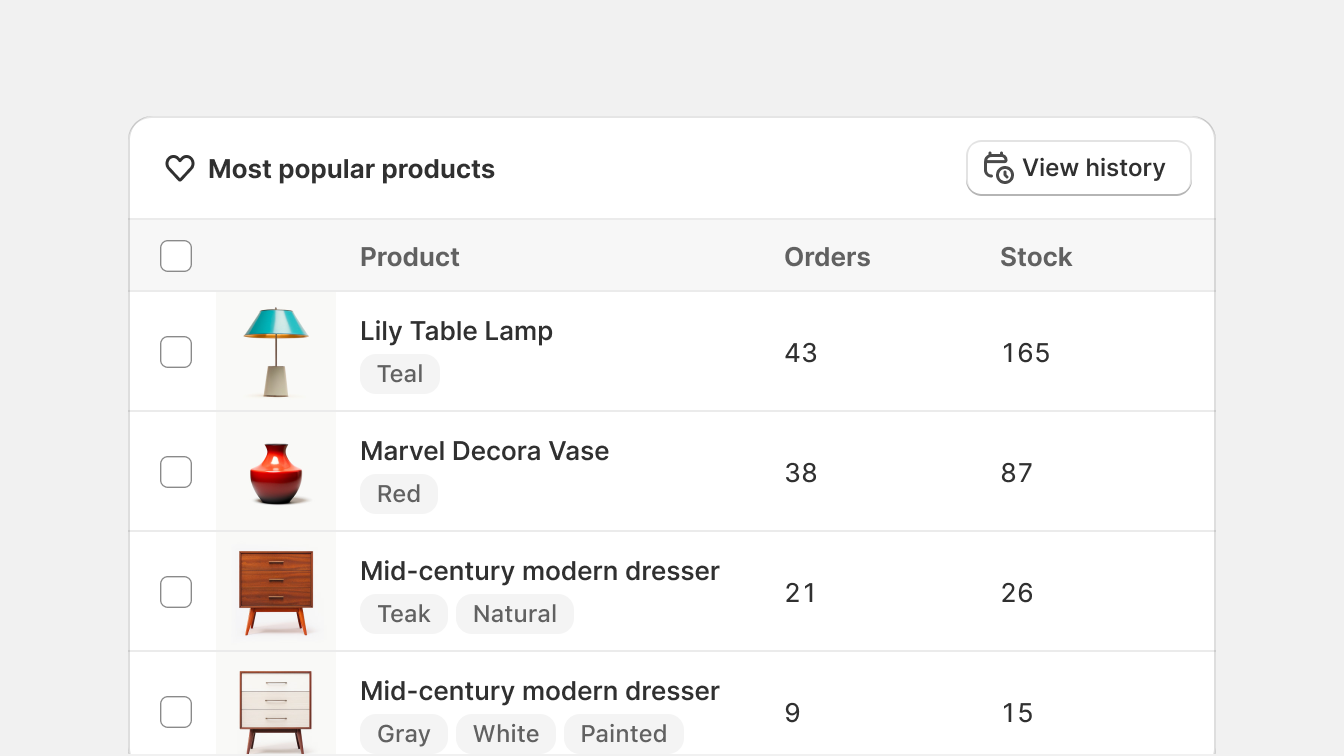 Most popular products View history
Product Orders Stock
Lily Table Lamp
Teal
43 165
Marvel Decora Vase
Red
38 87
Mid-century modern dresser
Teak Natural
21 26
Mid-century modern dresser
Gray White Painted
9 15